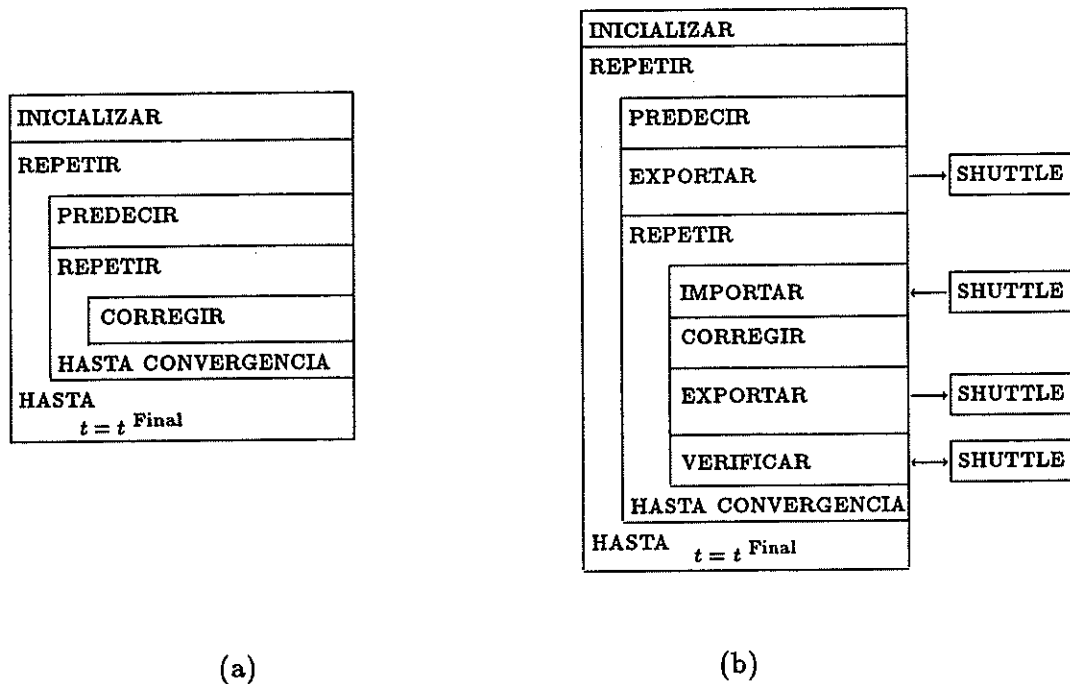 INICIALIZAR
REPETIR
PREDECIR
REPETIR
CORREGIR
HASTA CONVERGENCIA
HASTA
t = t Final
(a)
INICIALIZAR
REPETIR
PREDECIR
EXPORTAR SHUTTLE
REPETIR
IMPORTAR SHUTTLE
CORREGIR
EXPORTAR SHUTTLE
VERIFICAR SHUTTLE
HASTA CONVERGENCIA
HASTA t = t Final
(b)